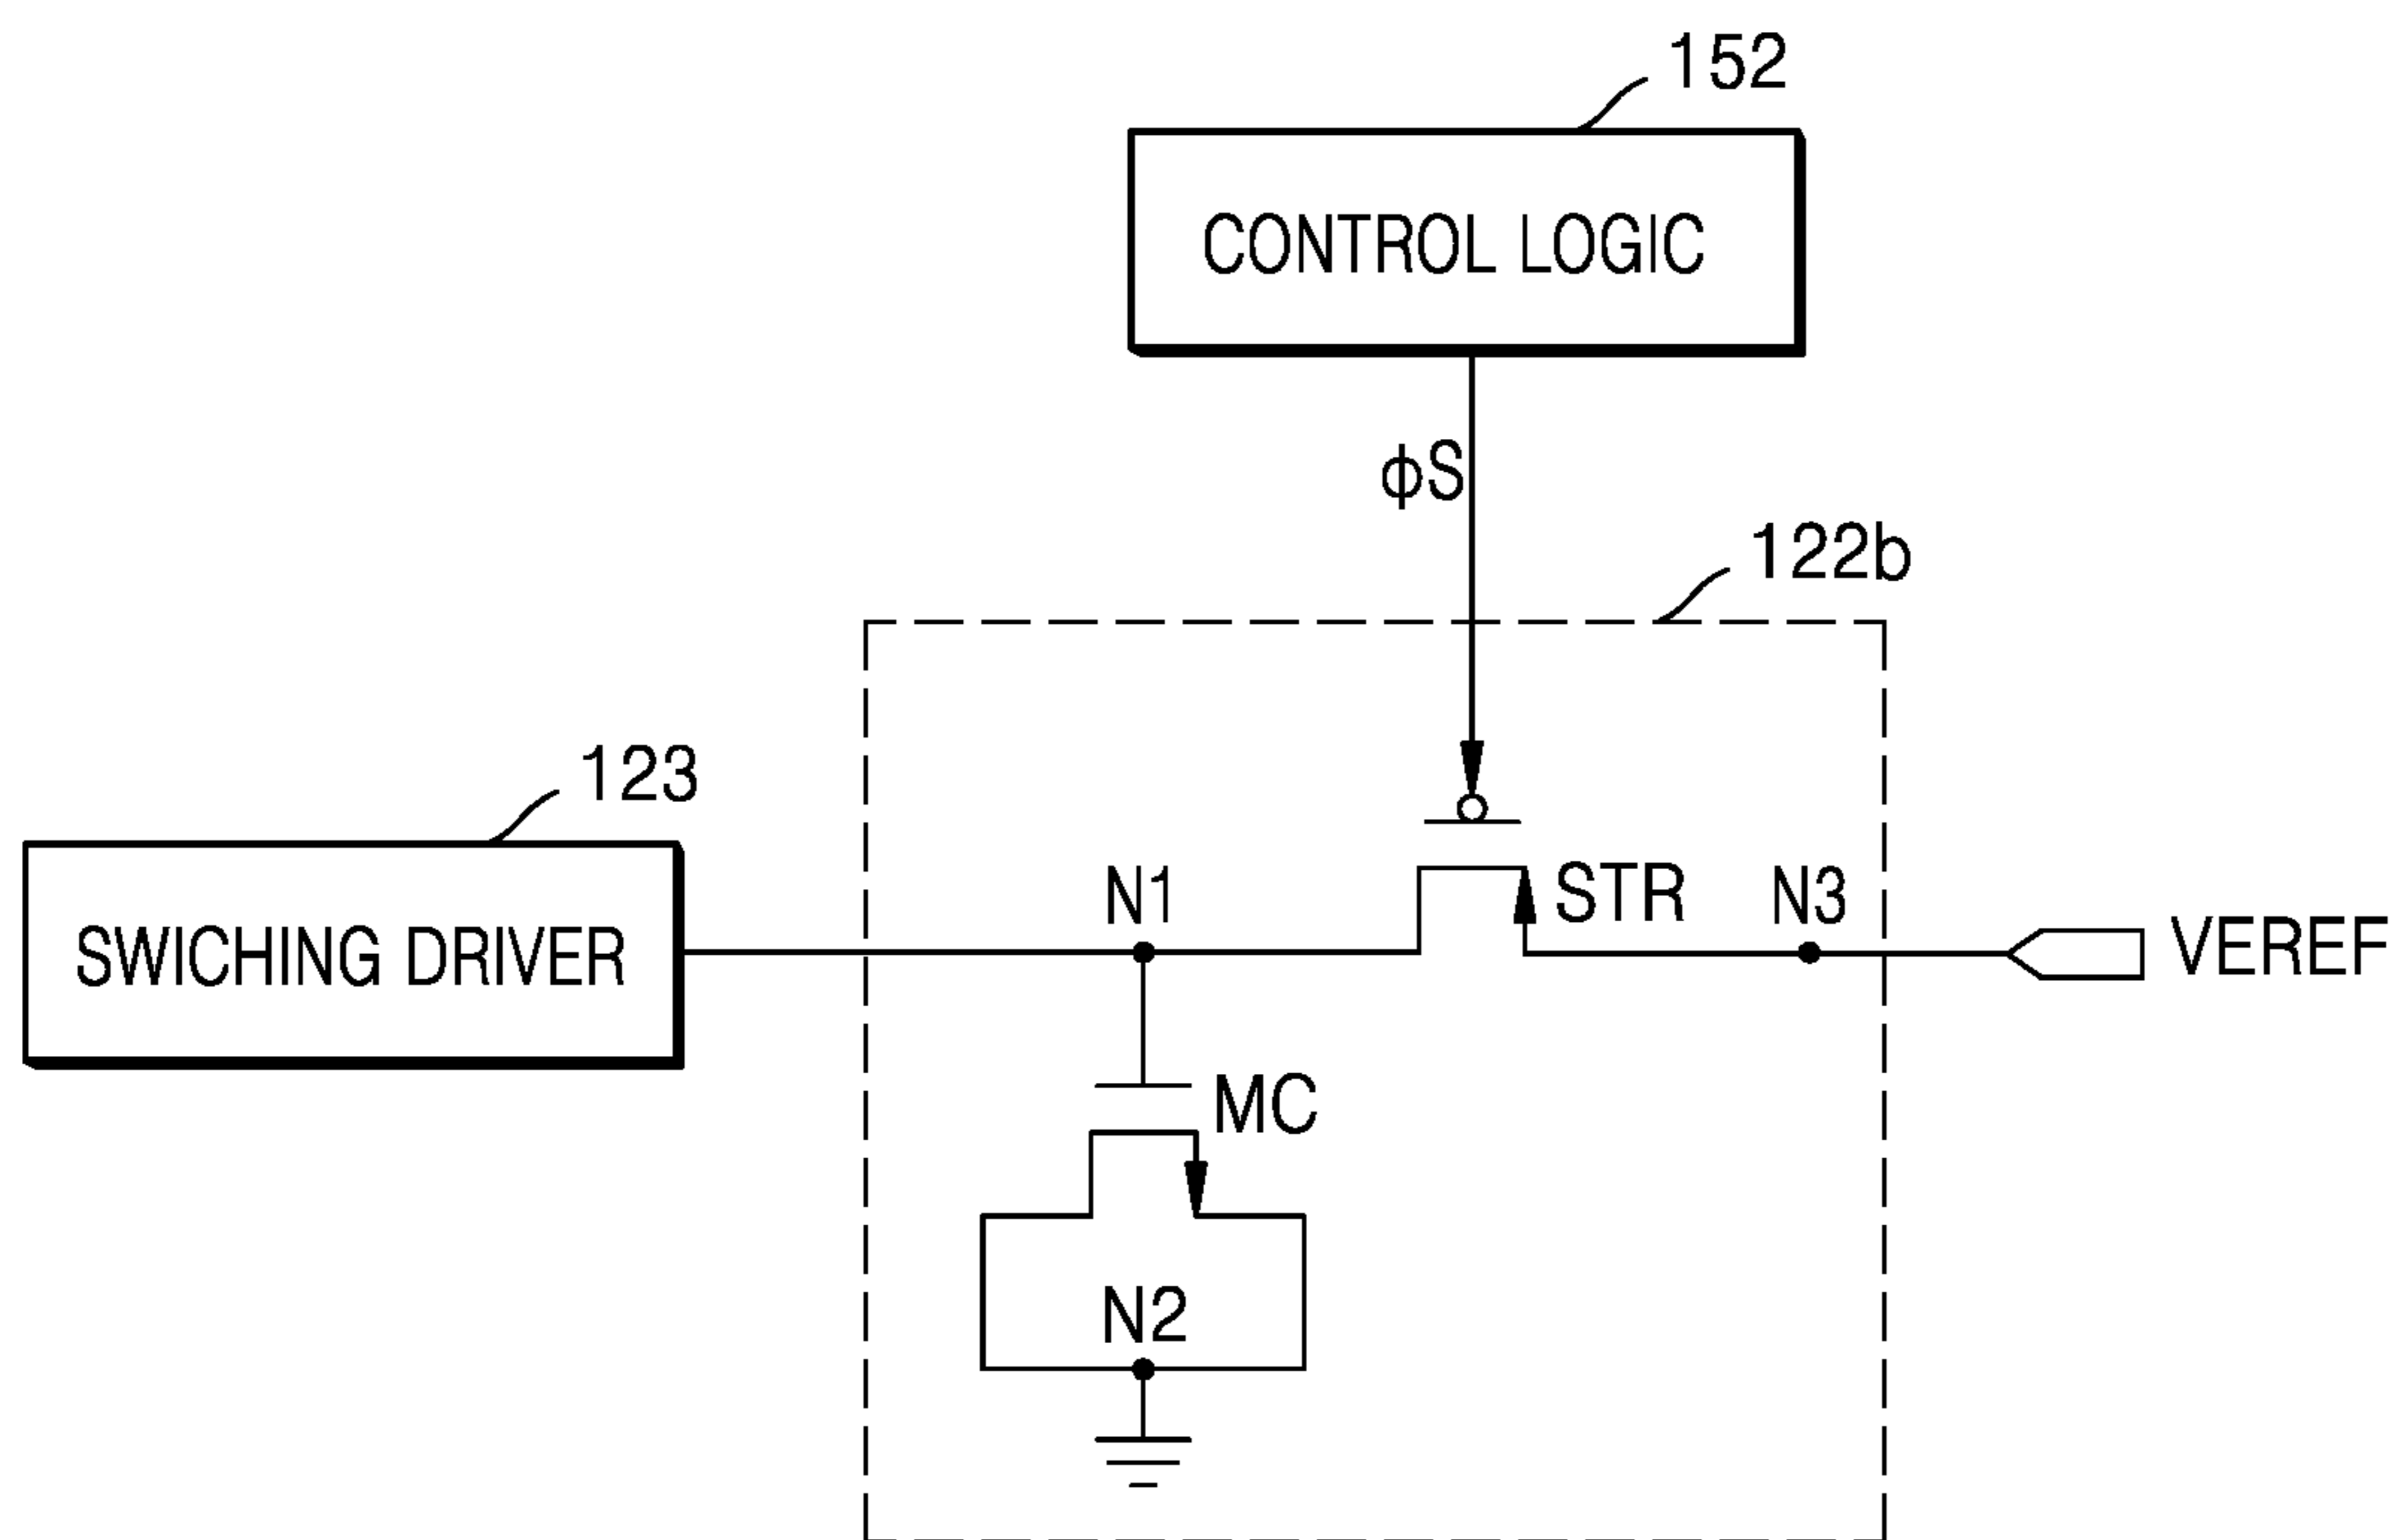 152
CONTROL LOGIC
ϕS
122b
123
SWICHING DRIVER
N1
STR
N3
VEREF
MC
N2